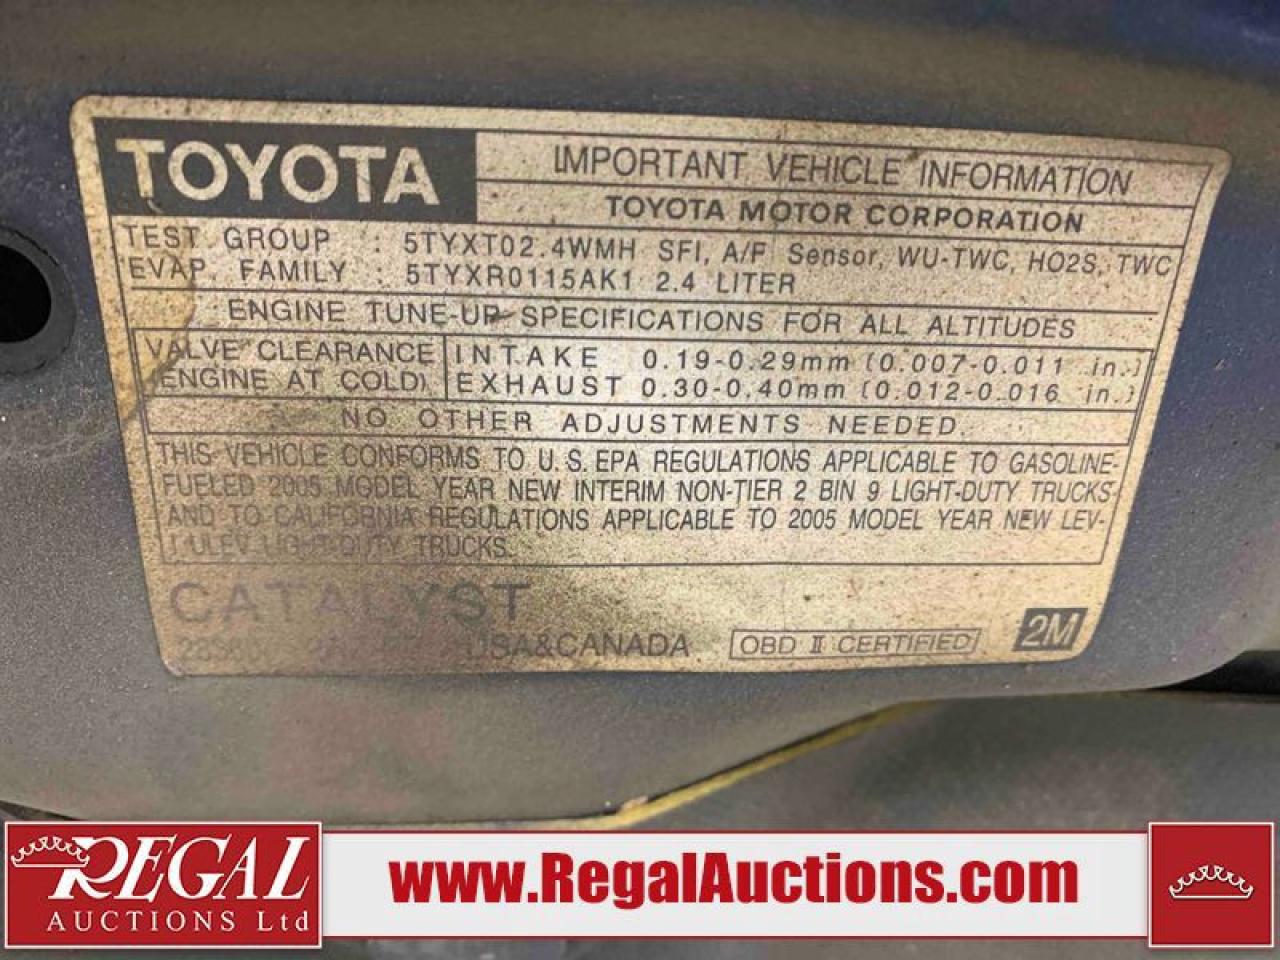 TOYOTA
IMPORTANT VEHICLE INFORMATION
TOYOTA MOTOR CORPORATION
TEST GROUP : 5TYXT02.4WMH SFI, A/F Sensor, WU-TWC, HO2S, TWC
EVAP. FAMILY : 5TYXR0115AK1 2.4 LITER
ENGINE TUNE-UP SPECIFICATIONS FOR ALL ALTITUDES
VALVE CLEARANCE INTAKE 0.19-0.29mm (0.007-0.011 in.)
(ENGINE AT COLD) EXHAUST 0.30-0.40mm (0.012-0.016 in.)
NO OTHER ADJUSTMENTS NEEDED.
THIS VEHICLE CONFORMS TO U.S. EPA REGULATIONS APPLICABLE TO GASOLINE-
FUELED 2005 MODEL YEAR NEW INTERIM NON-TIER 2 BIN 9 LIGHT-DUTY TRUCKS
AND TO CALIFORNIA REGULATIONS APPLICABLE TO 2005 MODEL YEAR NEW LEV-
I ULEV LIGHT-DUTY TRUCKS.
CATALYST
USA&CANADA OBD II CERTIFIED 2M
REGAL
AUCTIONS Ltd
www.RegalAuctions.com